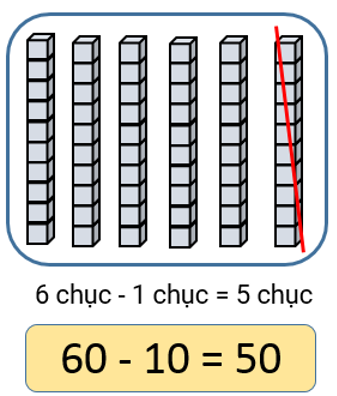 6 chục - 1 chục = 5 chục
60 - 10 = 50